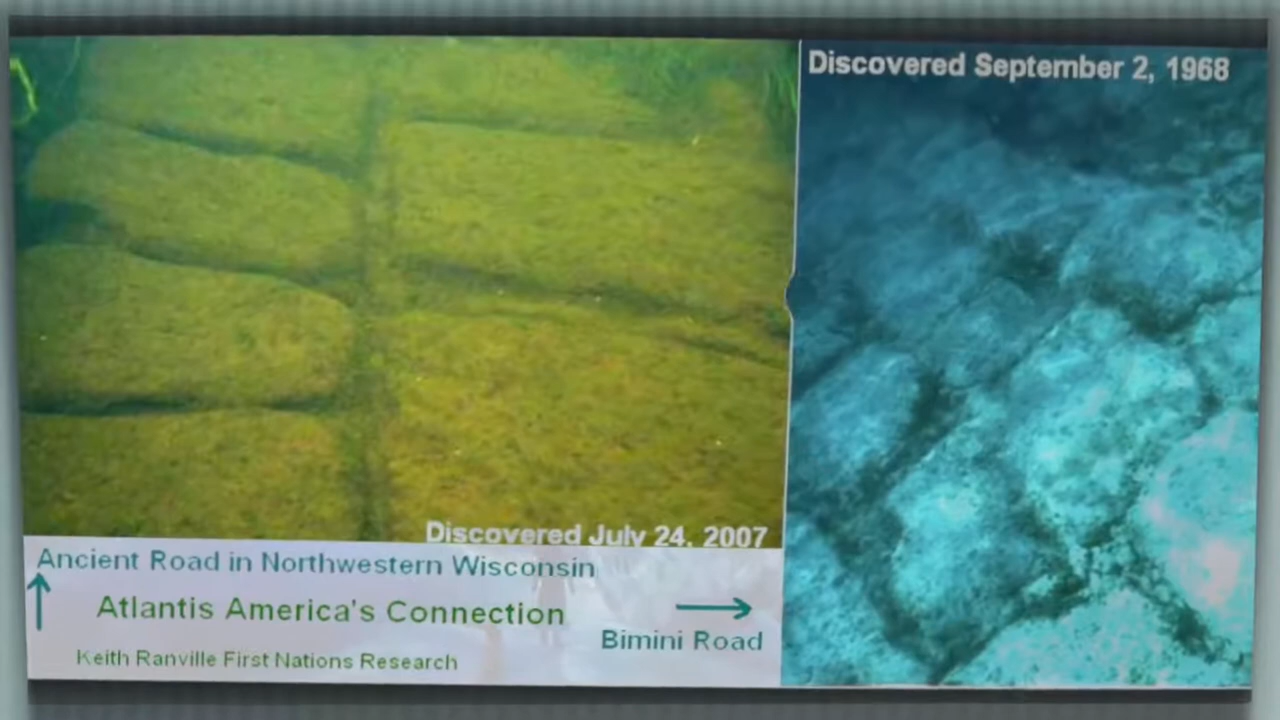 Discovered September 2, 1968
Discovered July 24, 2007
Ancient Road in Northwestern Wisconsin
Atlantis America's Connection
Bimini Road
Keith Ranville First Nations Research